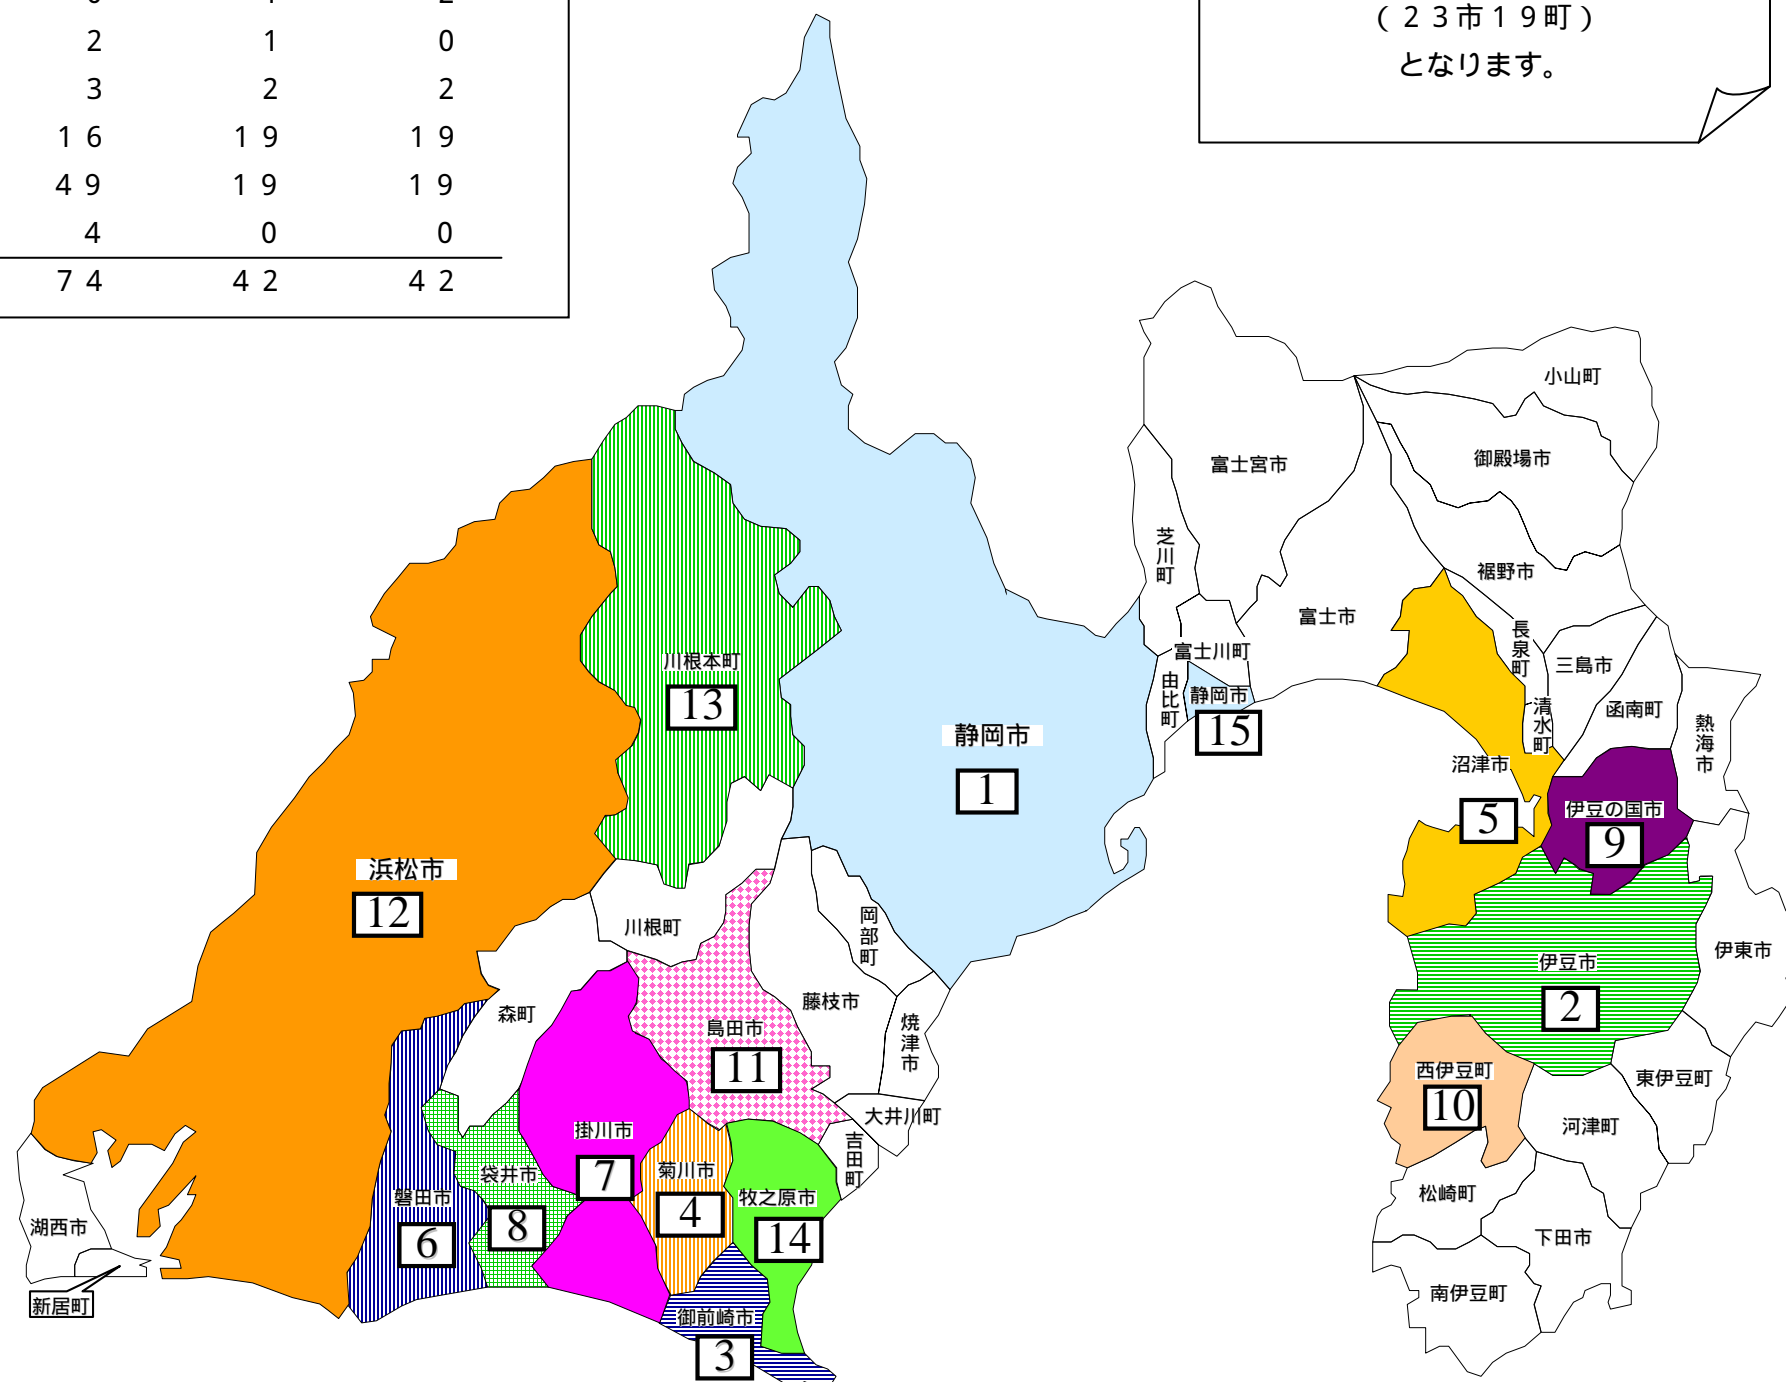 2 1 0
3 2 2
16 19 19
49 19 19
4 0 0
74 42 42
(23市19町)
となります。
小山町
御殿場市
富士宮市
芝川町
裾野市
富士市
長泉町
三島市
富士川町
由比町
静岡市
15
清水町
函南町
熱海市
川根本町
13
静岡市
1
沼津市
5
伊豆の国市
9
浜松市
12
川根町
岡部町
伊東市
伊豆市
2
藤枝市
森町
島田市
11
焼津市
西伊豆町
10
東伊豆町
大井川町
河津町
掛川市
7
吉田町
菊川市
4
袋井市
8
磐田市
6
牧之原市
14
松崎町
湖西市
下田市
新居町
南伊豆町
御前崎市
3